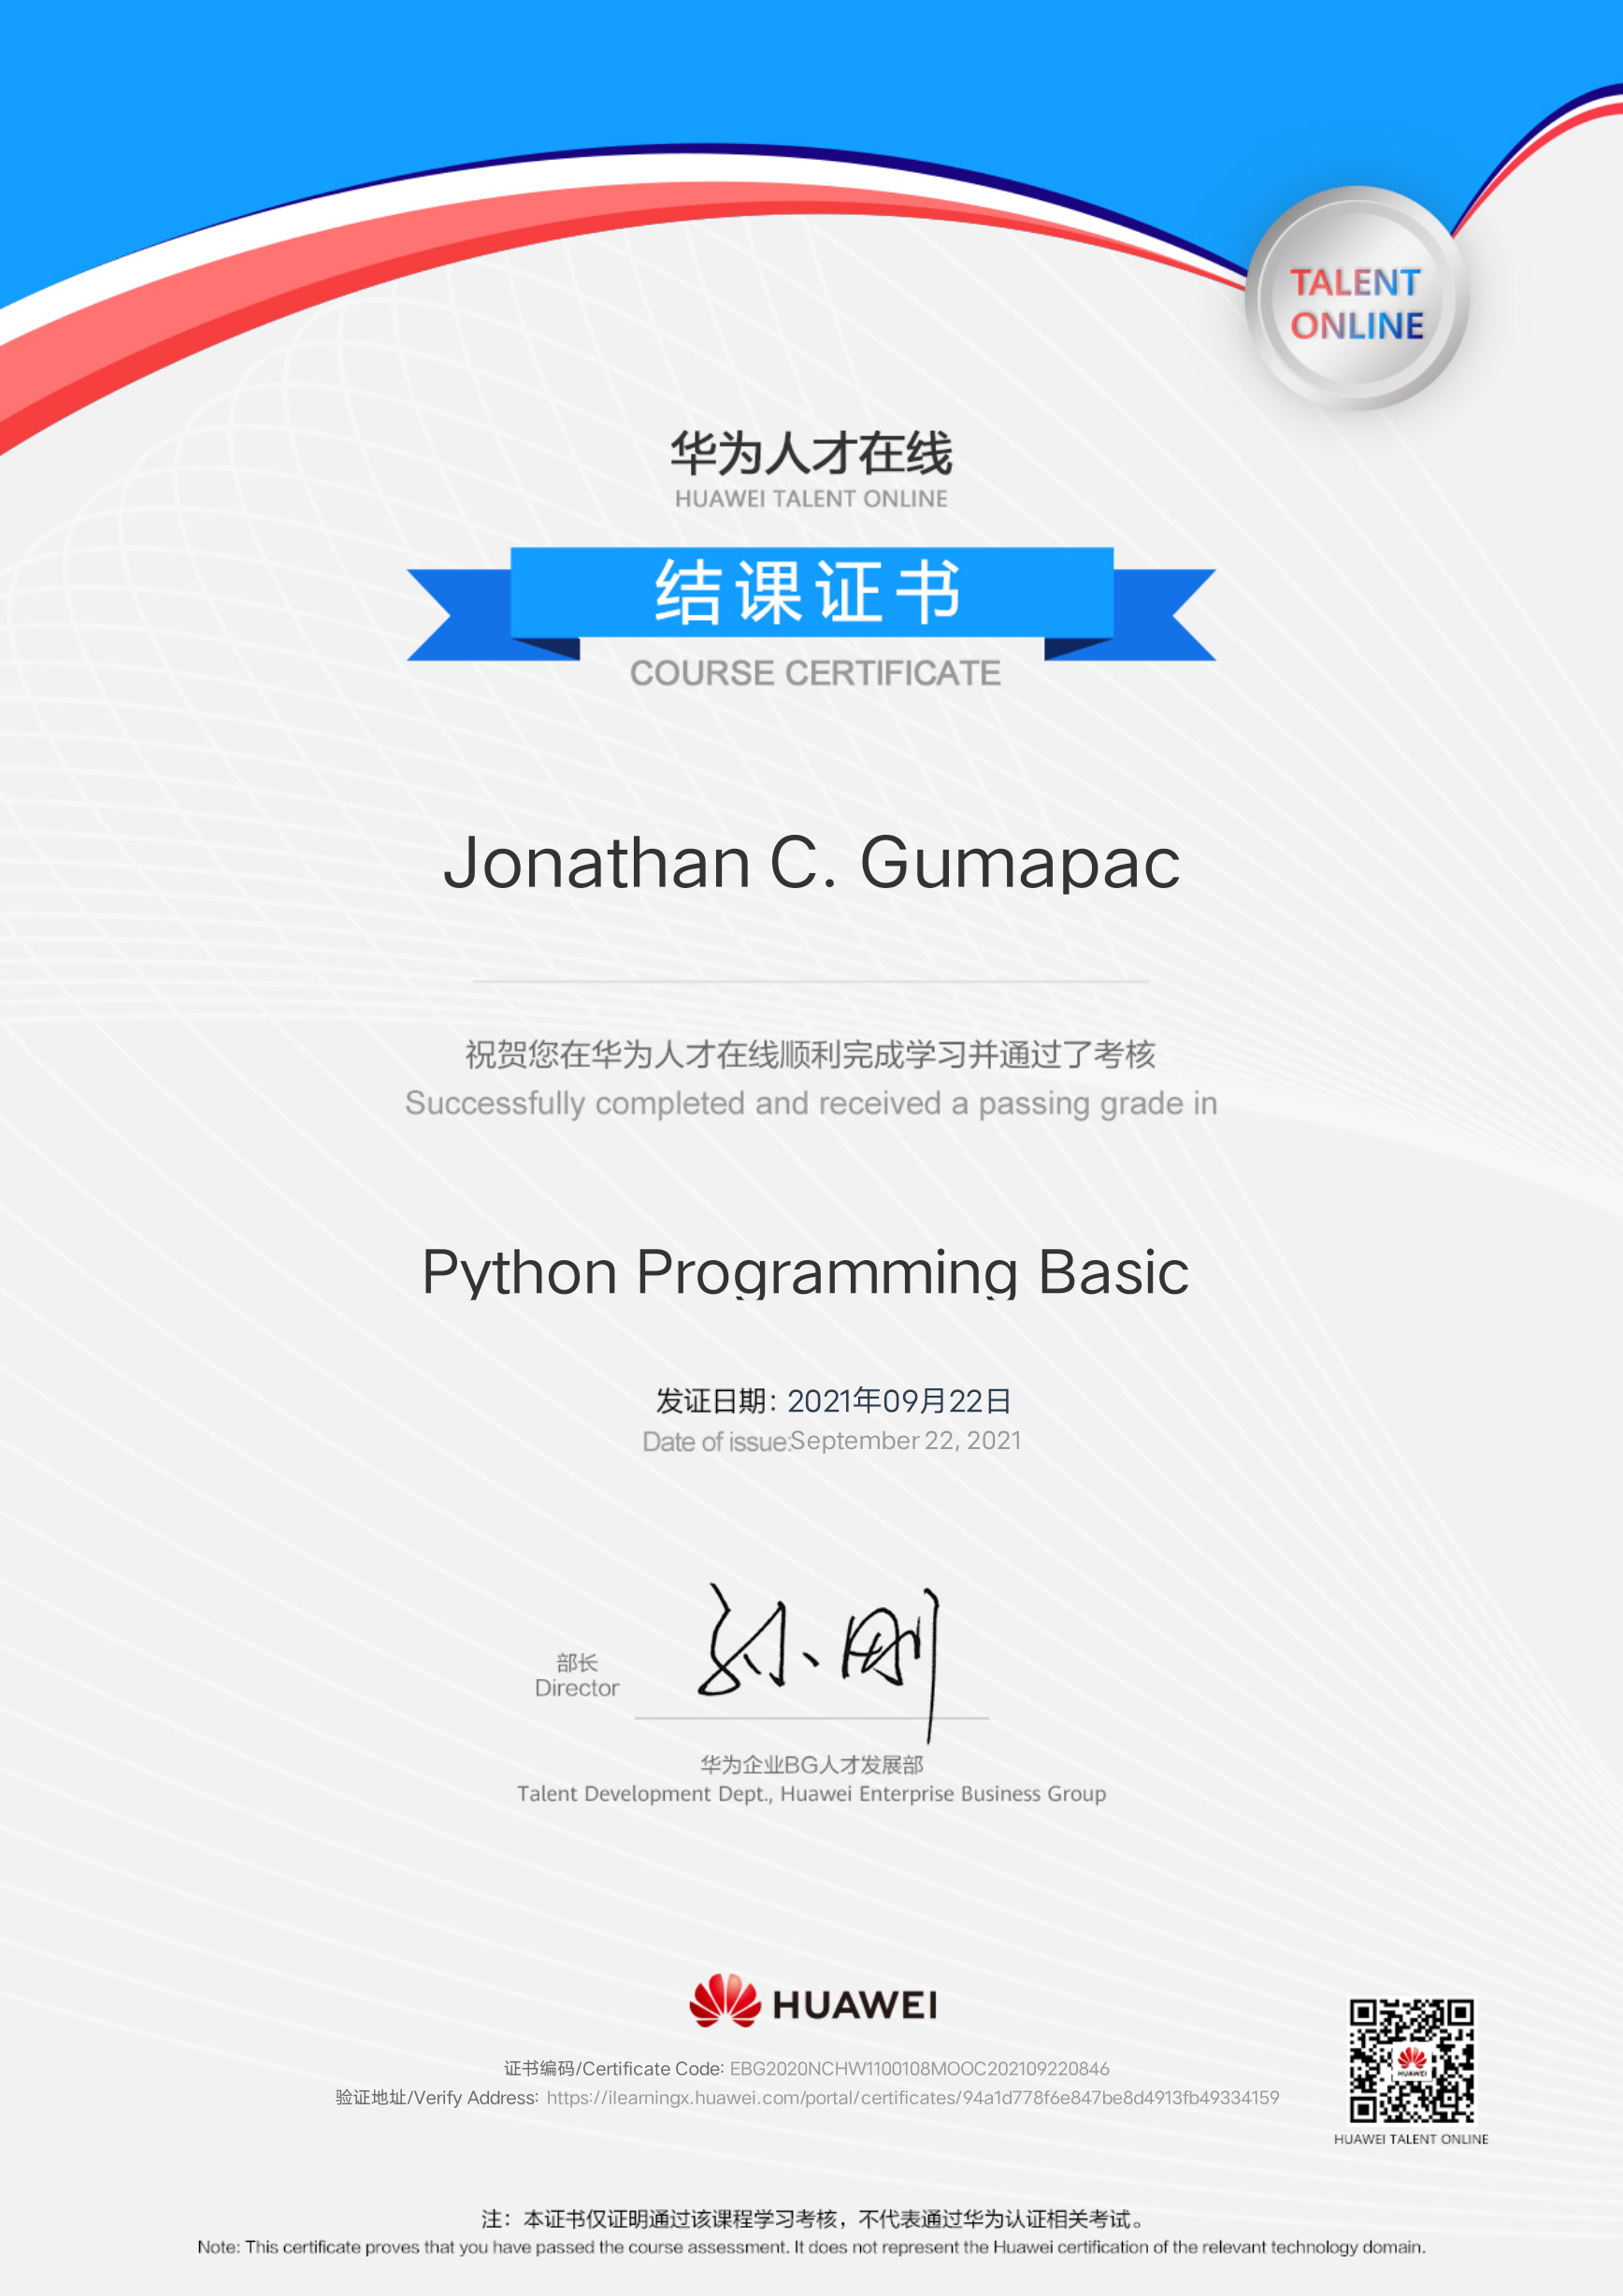 TALENT
ONLINE
华为人才在线
HUAWEI TALENT ONLINE
结课证书
COURSE CERTIFICATE
Jonathan C. Gumapac
祝贺您在华为人才在线顺利完成学习并通过了考核
Successfully completed and received a passing grade in
Python Programming Basic
发证日期：2021年09月22日
Date of issue:September 22, 2021
孙刚
部长
Director
华为企业BG人才发展部
Talent Development Dept., Huawei Enterprise Business Group
HUAWEI
证书编码/Certificate Code: EBG2020NCHW1100108MOOC202109220846
验证地址/Verify Address: https://ilearningx.huawei.com/portal/certificates/94a1d778f6e847be8d4913fb49334159
HUAWEI
HUAWEI TALENT ONLINE
注：本证书仅证明通过该课程学习考核，不代表通过华为认证相关考试。
Note: This certificate proves that you have passed the course assessment. It does not represent the Huawei certification of the relevant technology domain.